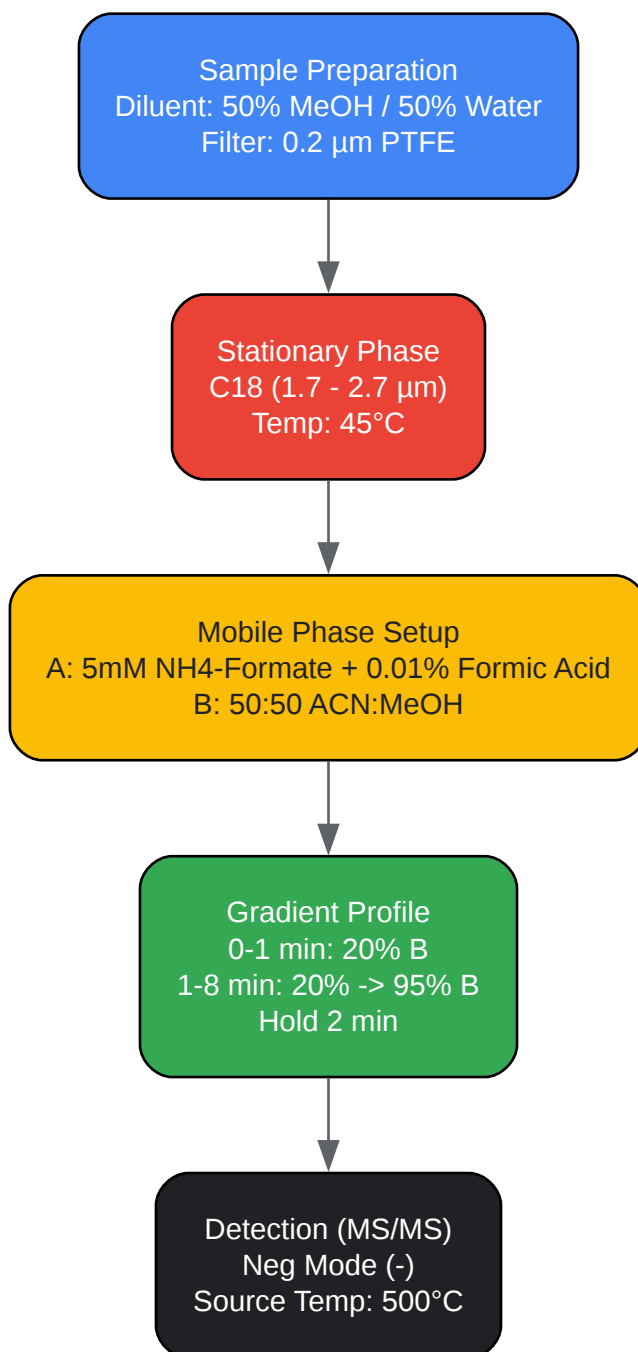 Sample Preparation
Diluent: 50% MeOH / 50% Water
Filter: 0.2 µm PTFE
Stationary Phase
C18 (1.7 - 2.7 µm)
Temp: 45°C
Mobile Phase Setup
A: 5mM NH4-Formate + 0.01% Formic Acid
B: 50:50 ACN:MeOH
Gradient Profile
0-1 min: 20% B
1-8 min: 20% -> 95% B
Hold 2 min
Detection (MS/MS)
Neg Mode (-)
Source Temp: 500°C